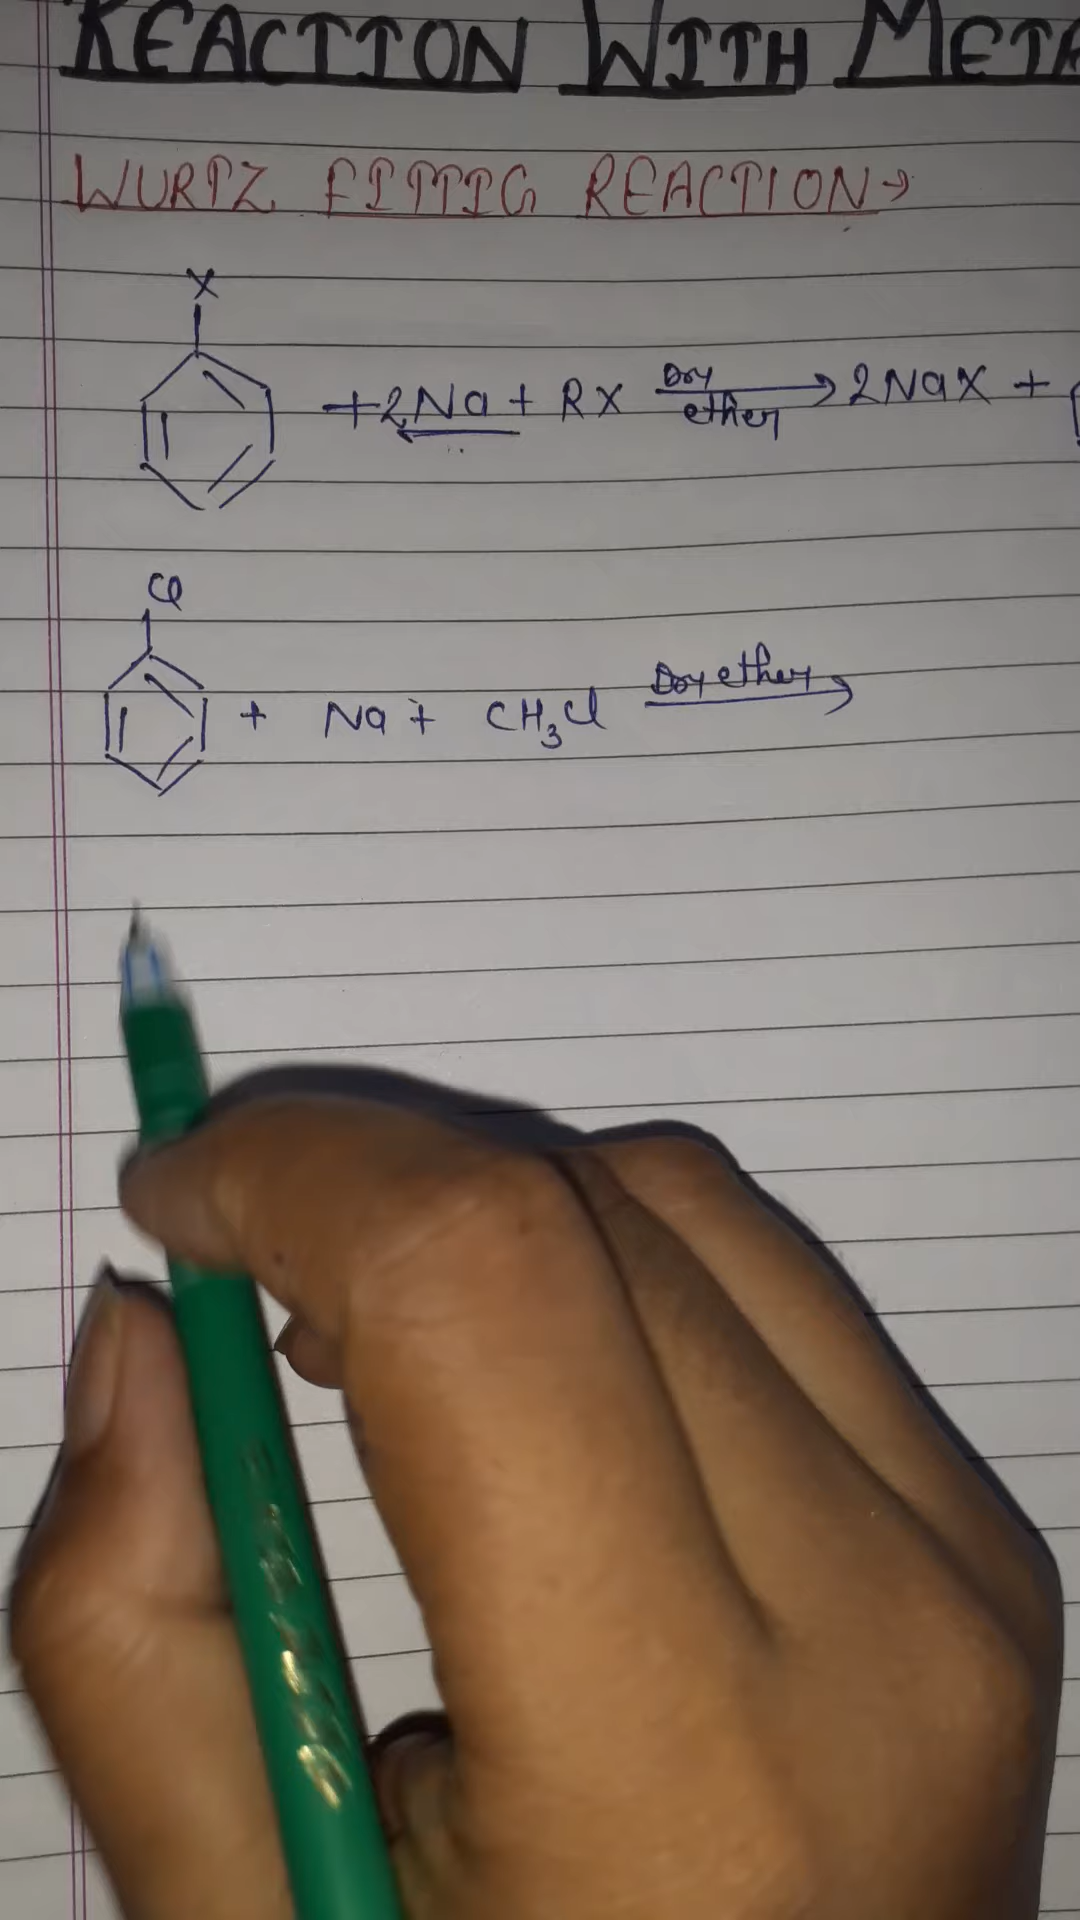 REACTION WITH META
WURTZ FITTIG REACTION→
X
+2Na + RX Dry ether → 2NaX +
Cl
+ Na + CH₃Cl Dry ether →